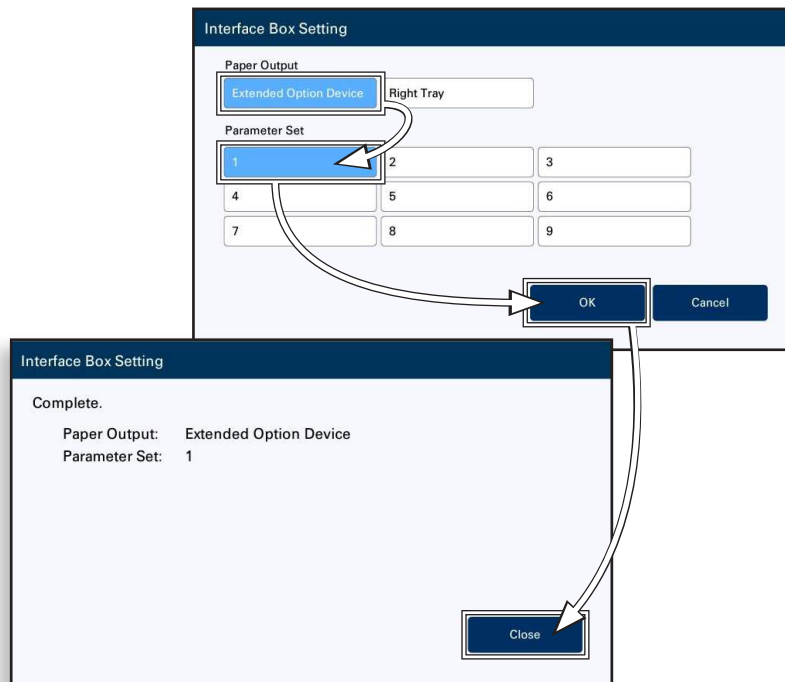 Interface Box Setting
Paper Output
Extended Option Device Right Tray
Parameter Set
1 2 3
4 5 6
7 8 9
OK Cancel
Interface Box Setting
Complete.
Paper Output: Extended Option Device
Parameter Set: 1
Close